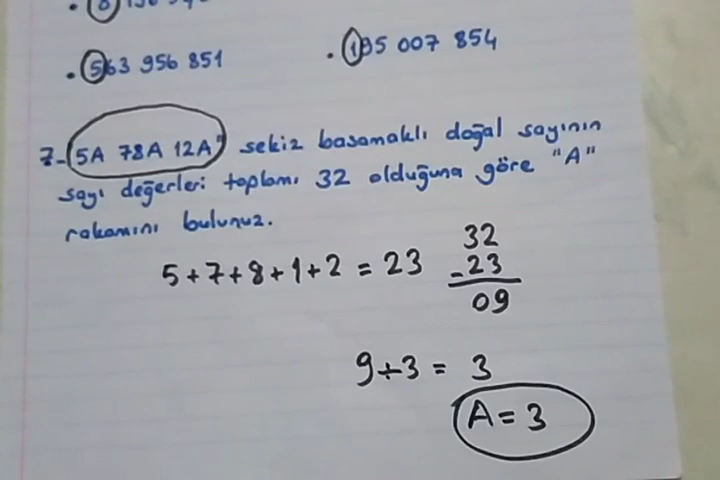 563 956 851
195 007 854
7- "5A 78A 12A" sekiz basamaklı doğal sayının
sayı değerleri toplamı 32 olduğuna göre "A"
rakamını bulunuz.
5+7+8+1+2 = 23
32
-23
09
9÷3 = 3
A = 3